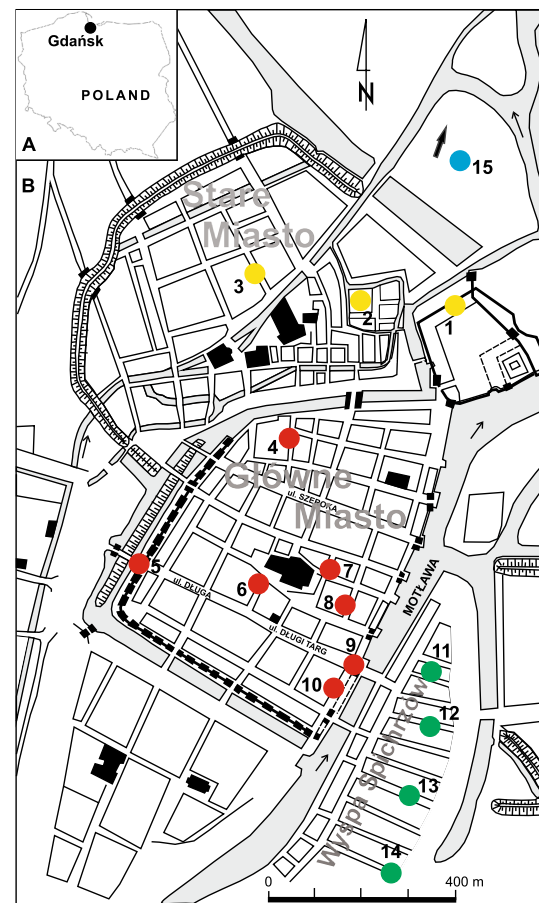 Gdańsk
POLAND
A
B
N
15
Stare
Miasto
3
2
1
4
Główne
ul. SZEROKA
Miasto
5
7
MOTŁAWA
6
ul. DŁUGA
8
ul. DŁUGI TARG
9
11
10
12
Wyspa Spichrzów
13
14
0
400 m